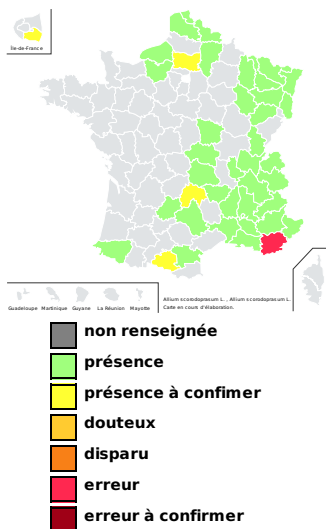 Île-de-France
Guadeloupe Martinique Guyane La Réunion Mayotte
Allium scorodoprasum L. , Allium scorodoprasum L.
Carte en cours d'élaboration.
non renseignée
présence
présence à confimer
douteux
disparu
erreur
erreur à confirmer